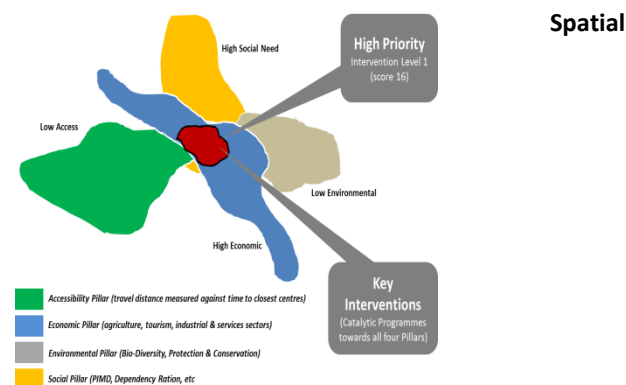 Spatial
High Social Need
High Priority
Intervention Level 1
(score 16)
Low Access
Low Environmental
High Economic
Key
Interventions
(Catalytic Programmes
towards all four Pillars)
Accessibility Pillar (travel distance measured against time to closest centres)
Economic Pillar (agriculture, tourism, industrial & services sectors)
Environmental Pillar (Bio-Diversity, Protection & Conservation)
Social Pillar (PIMD, Dependency Ration, etc